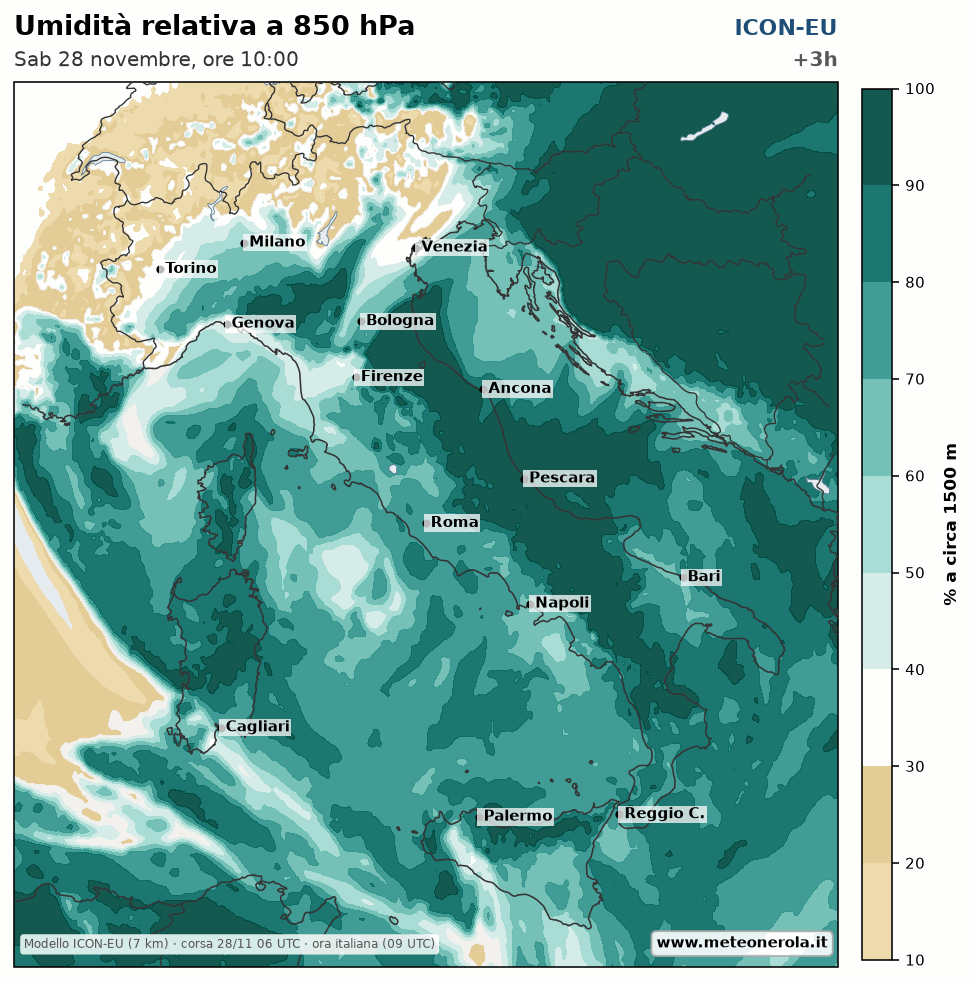 Umidità relativa a 850 hPa
ICON-EU
Sab 28 novembre, ore 10:00
+3h
100
90
80
70
60
50
40
30
20
10
% a circa 1500 m
Milano
Venezia
Torino
Genova
Bologna
Firenze
Ancona
Pescara
Roma
Bari
Napoli
Cagliari
Palermo
Reggio C.
Modello ICON-EU (7 km) · corsa 28/11 06 UTC · ora italiana (09 UTC)
www.meteonerola.it